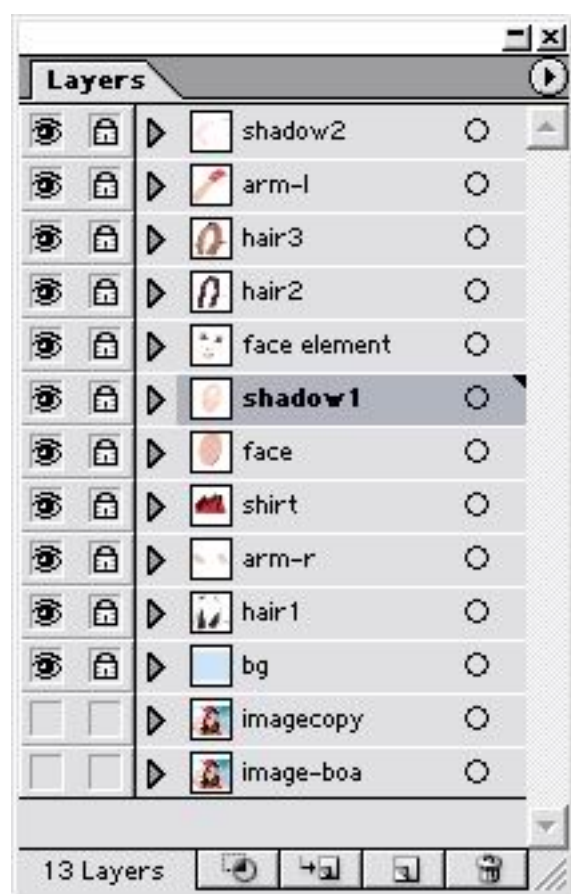 Layers
shadow2
arm-l
hair3
hair2
face element
shadow1
face
shirt
arm-r
hair1
bg
imagecopy
image-boa
13 Layers